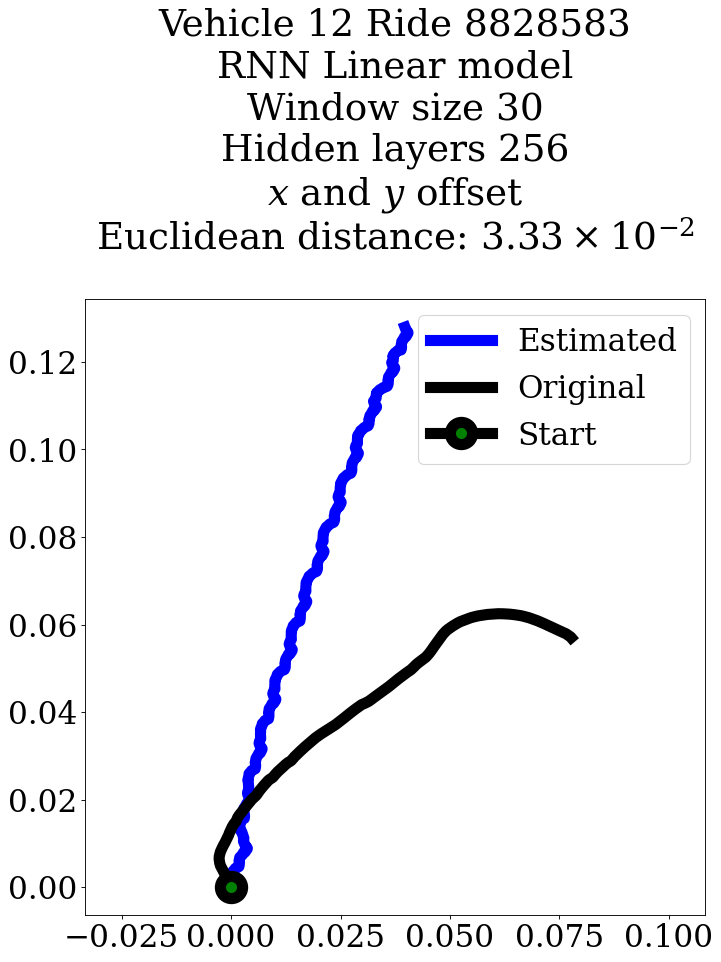 Vehicle 12 Ride 8828583
RNN Linear model
Window size 30
Hidden layers 256
x and y offset
Euclidean distance: 3.33 × 10⁻²
Estimated
Original
Start
0.12
0.10
0.08
0.06
0.04
0.02
0.00
−0.025 0.000 0.025 0.050 0.075 0.100